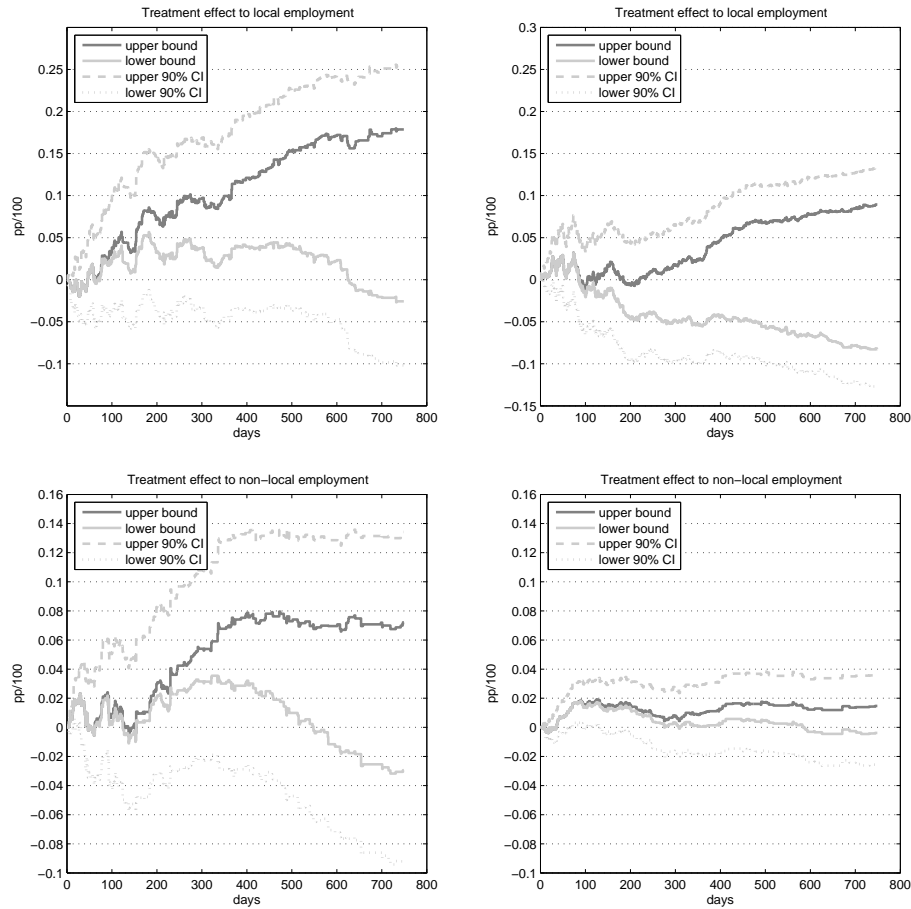 Treatment effect to local employment
upper bound
lower bound
upper 90% CI
lower 90% CI
0.25
0.2
0.15
0.1
0.05
0
−0.05
−0.1
pp/100
0 100 200 300 400 500 600 700 800
days
Treatment effect to local employment
upper bound
lower bound
upper 90% CI
lower 90% CI
0.3
0.25
0.2
0.15
0.1
0.05
0
−0.05
−0.1
−0.15
pp/100
0 100 200 300 400 500 600 700 800
days
Treatment effect to non−local employment
upper bound
lower bound
upper 90% CI
lower 90% CI
0.16
0.14
0.12
0.1
0.08
0.06
0.04
0.02
0
−0.02
−0.04
−0.06
−0.08
−0.1
pp/100
0 100 200 300 400 500 600 700 800
days
Treatment effect to non−local employment
upper bound
lower bound
upper 90% CI
lower 90% CI
0.16
0.14
0.12
0.1
0.08
0.06
0.04
0.02
0
−0.02
−0.04
−0.06
−0.08
−0.1
pp/100
0 100 200 300 400 500 600 700 800
days